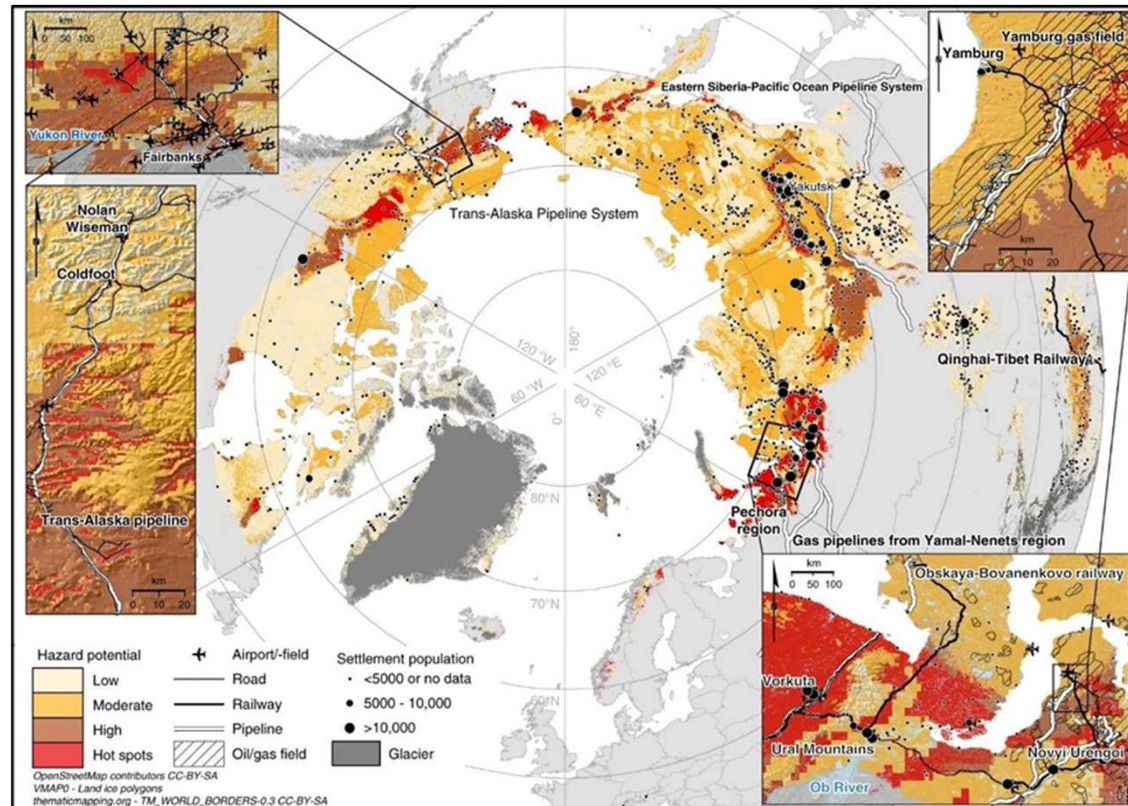 km
0 50 100
N
Yukon River
Fairbanks
Nolan
Wiseman
Coldfoot
N
Trans-Alaska pipeline
km
0 10 20
Eastern Siberia-Pacific Ocean Pipeline System
Trans-Alaska Pipeline System
Yakutsk
Yamburg gas field
Yamburg
N
km
0 10 20
Qinghai-Tibet Railway
180°
120 °W
120 °E
60 °W
60 °E
0°
80°N
70°N
60°N
Pechora
region
Gas pipelines from Yamal-Nenets region
km
0 50 100
N
Obskaya-Bovanenkovo railway
Vorkuta
Ural Mountains
Novyi Urengoi
Ob River
Hazard potential
Low
Moderate
High
Hot spots
Airport/-field
Road
Railway
Pipeline
Oil/gas field
Settlement population
<5000 or no data
5000 - 10,000
>10,000
Glacier
OpenStreetMap contributors CC-BY-SA
VMAP0 - Land ice polygons
thematicmapping.org - TM_WORLD_BORDERS-0.3 CC-BY-SA